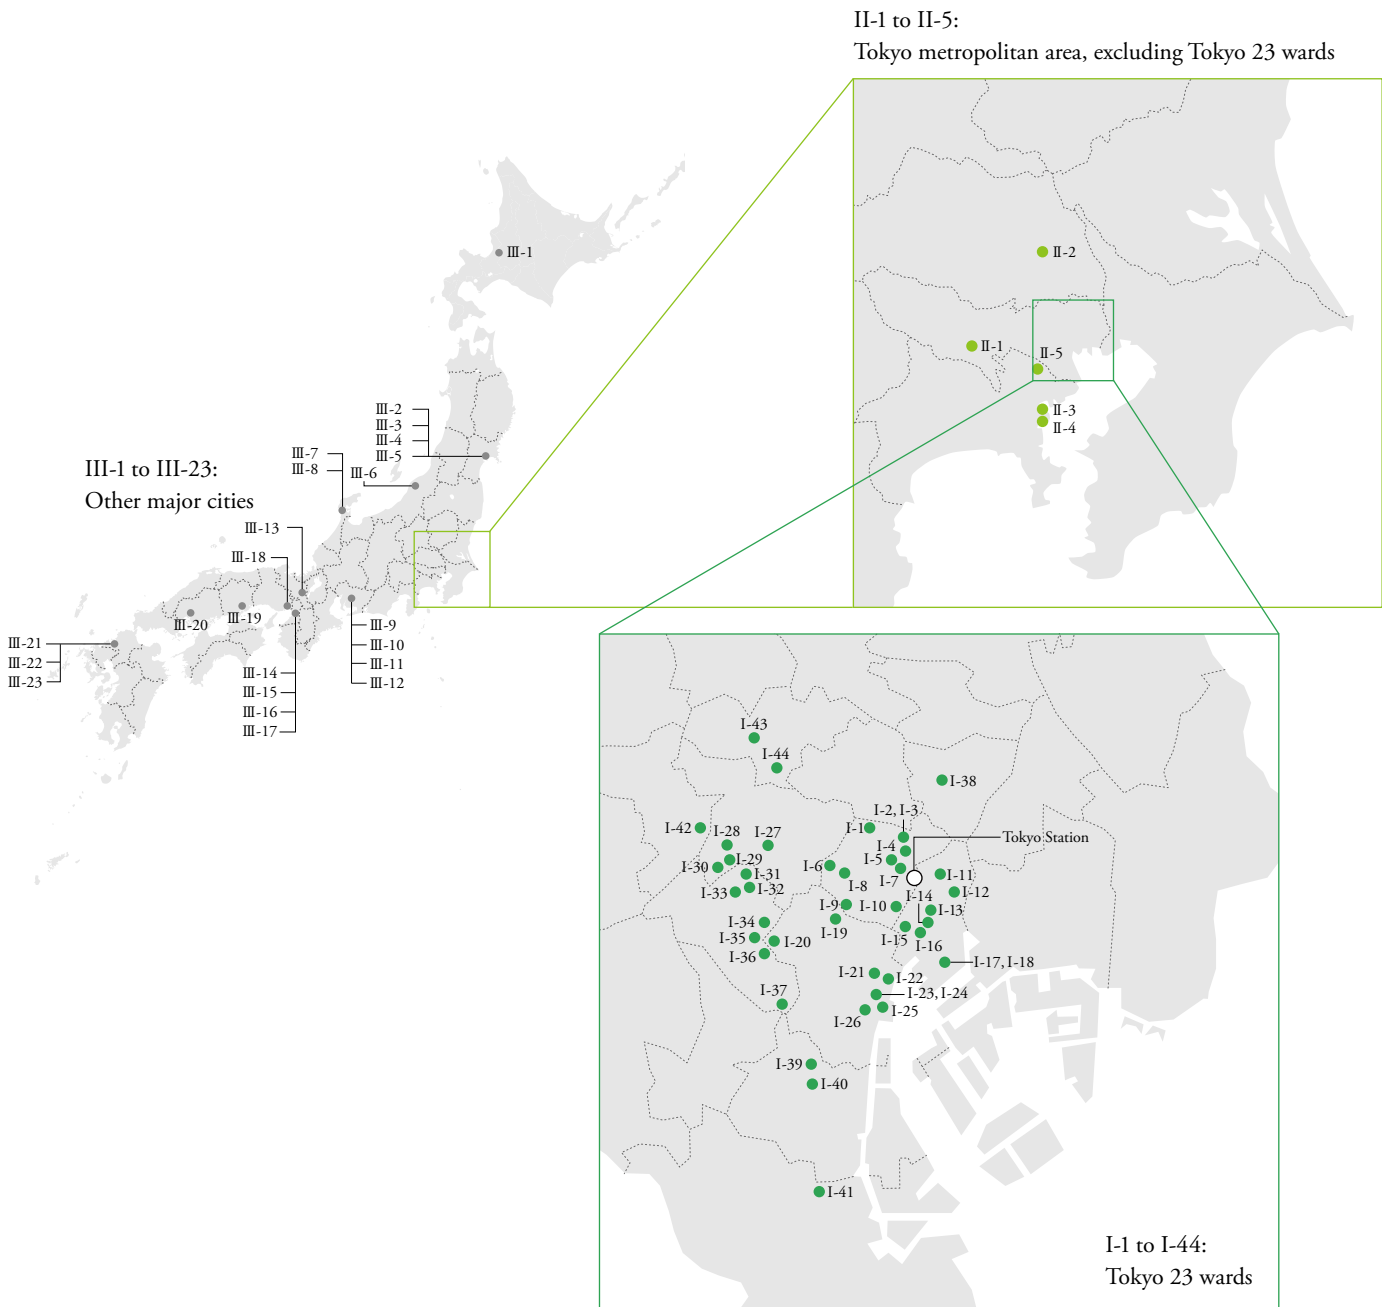 II-1 to II-5:
Tokyo metropolitan area, excluding Tokyo 23 wards
II-2
II-1
II-5
II-3
II-4
III-1
III-2
III-3
III-4
III-5
III-7
III-8
III-6
III-1 to III-23:
Other major cities
III-13
III-18
III-20
III-19
III-21
III-22
III-23
III-9
III-10
III-11
III-12
III-14
III-15
III-16
III-17
I-43
I-44
I-38
I-2, I-3
I-42
I-28
I-27
I-1
I-4
Tokyo Station
I-29
I-5
I-30
I-6
I-31
I-7
I-11
I-8
I-33
I-32
I-14
I-12
I-9
I-10
I-13
I-34
I-19
I-35
I-20
I-15
I-16
I-36
I-17, I-18
I-21
I-22
I-37
I-23, I-24
I-25
I-26
I-39
I-40
I-41
I-1 to I-44:
Tokyo 23 wards